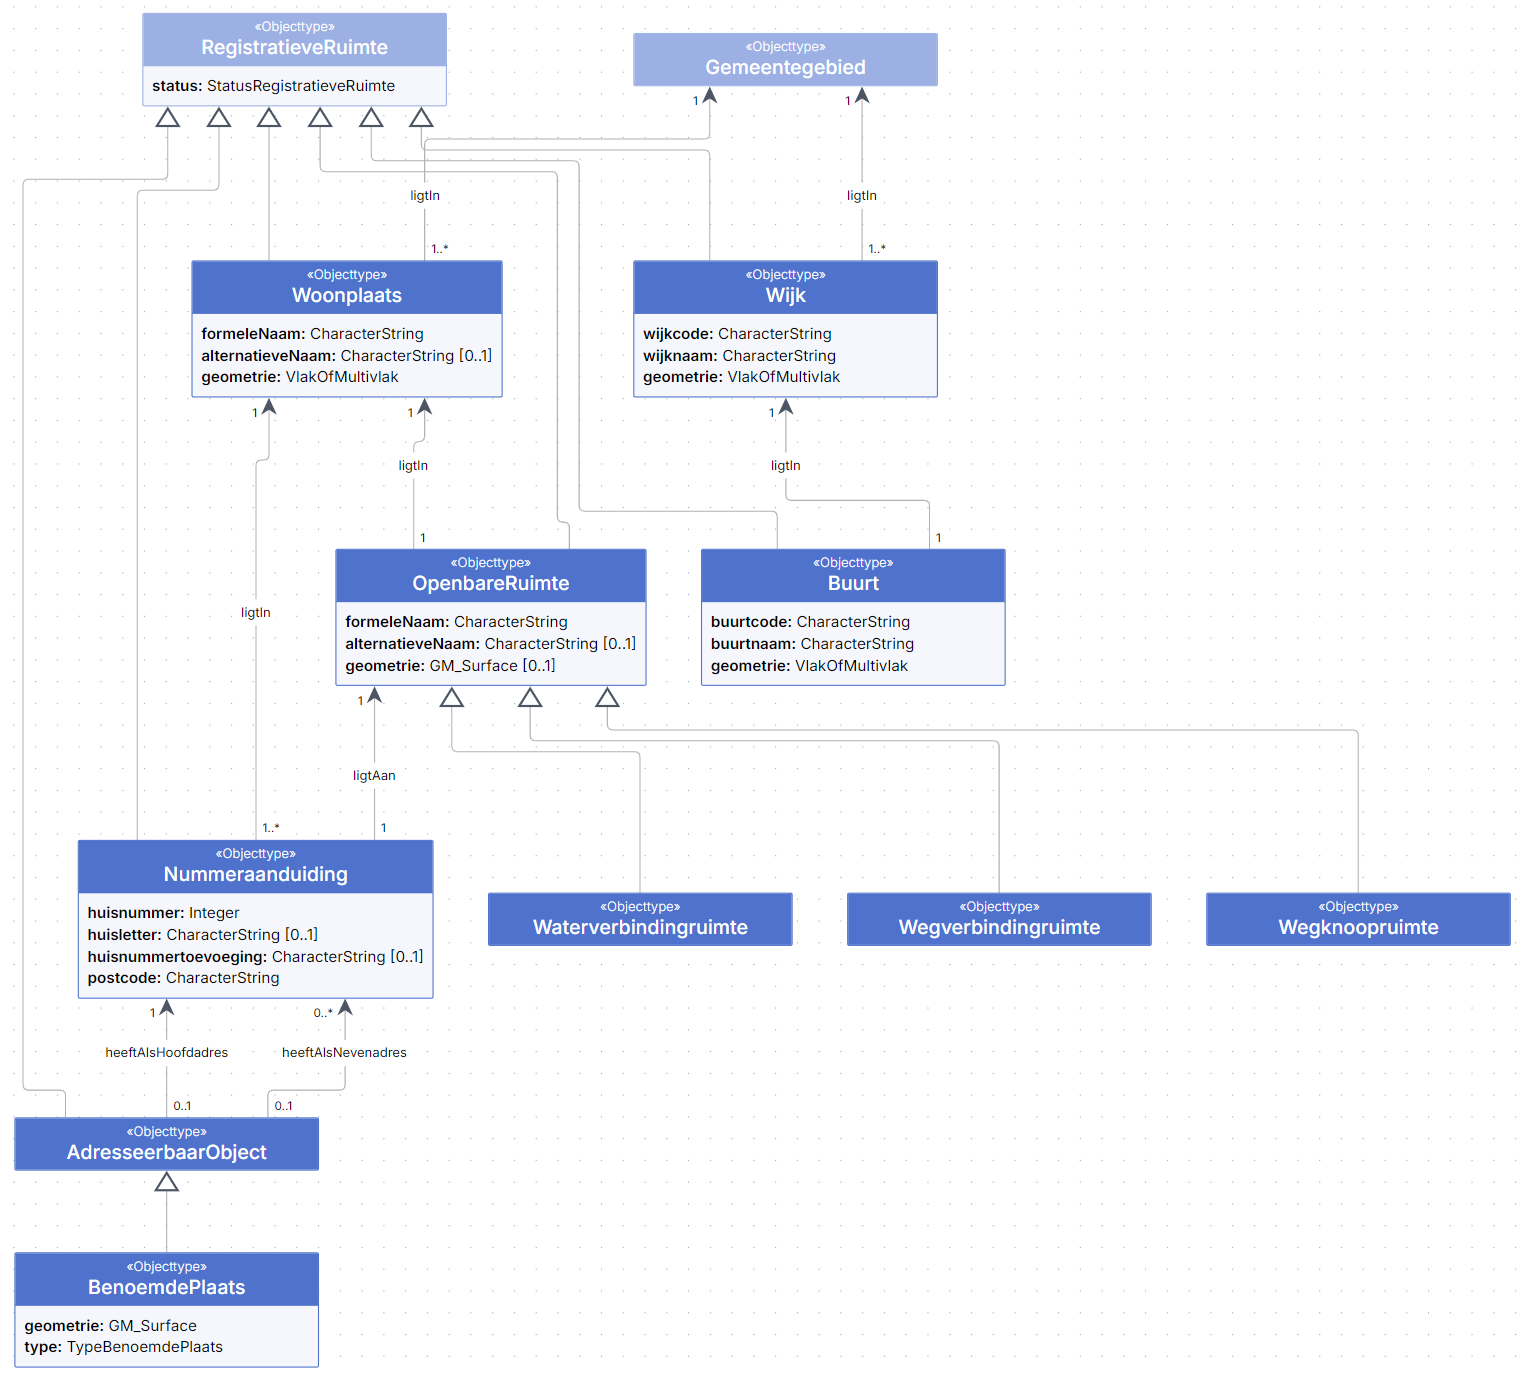 «Objecttype»
RegistratieveRuimte
status: StatusRegistratieveRuimte
«Objecttype»
Gemeentegebied
1
1
ligtIn
ligtIn
1..*
1..*
«Objecttype»
Woonplaats
formeleNaam: CharacterString
alternatieveNaam: CharacterString [0..1]
geometrie: VlakOfMultivlak
«Objecttype»
Wijk
wijkcode: CharacterString
wijknaam: CharacterString
geometrie: VlakOfMultivlak
1
1
1
ligtIn
ligtIn
1
1
«Objecttype»
OpenbareRuimte
formeleNaam: CharacterString
alternatieveNaam: CharacterString [0..1]
geometrie: GM_Surface [0..1]
«Objecttype»
Buurt
buurtcode: CharacterString
buurtnaam: CharacterString
geometrie: VlakOfMultivlak
ligtIn
1
ligtAan
1..*
1
«Objecttype»
Nummeraanduiding
huisnummer: Integer
huisletter: CharacterString [0..1]
huisnummertoevoeging: CharacterString [0..1]
postcode: CharacterString
«Objecttype»
Waterverbindingruimte
«Objecttype»
Wegverbindingruimte
«Objecttype»
Wegknoopruimte
1
0..*
heeftAlsHoofdadres
heeftAlsNevenadres
0..1
0..1
«Objecttype»
AdresseerbaarObject
«Objecttype»
BenoemdePlaats
geometrie: GM_Surface
type: TypeBenoemdePlaats